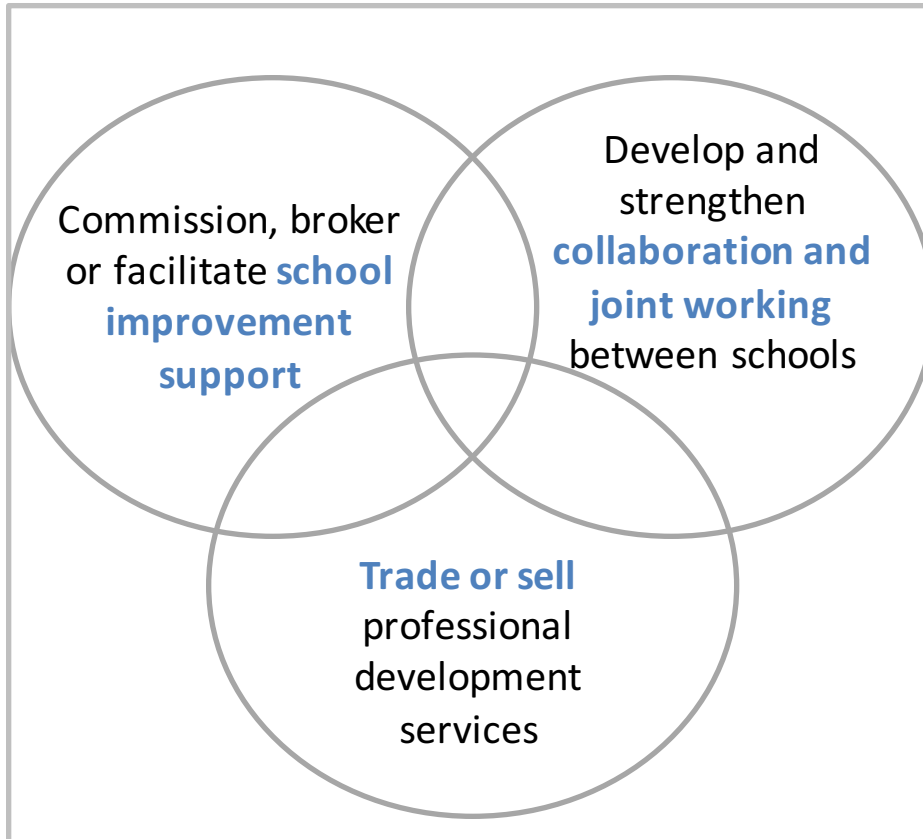 Commission, broker
or facilitate school
improvement
support
Develop and
strengthen
collaboration and
joint working
between schools
Trade or sell
professional
development
services